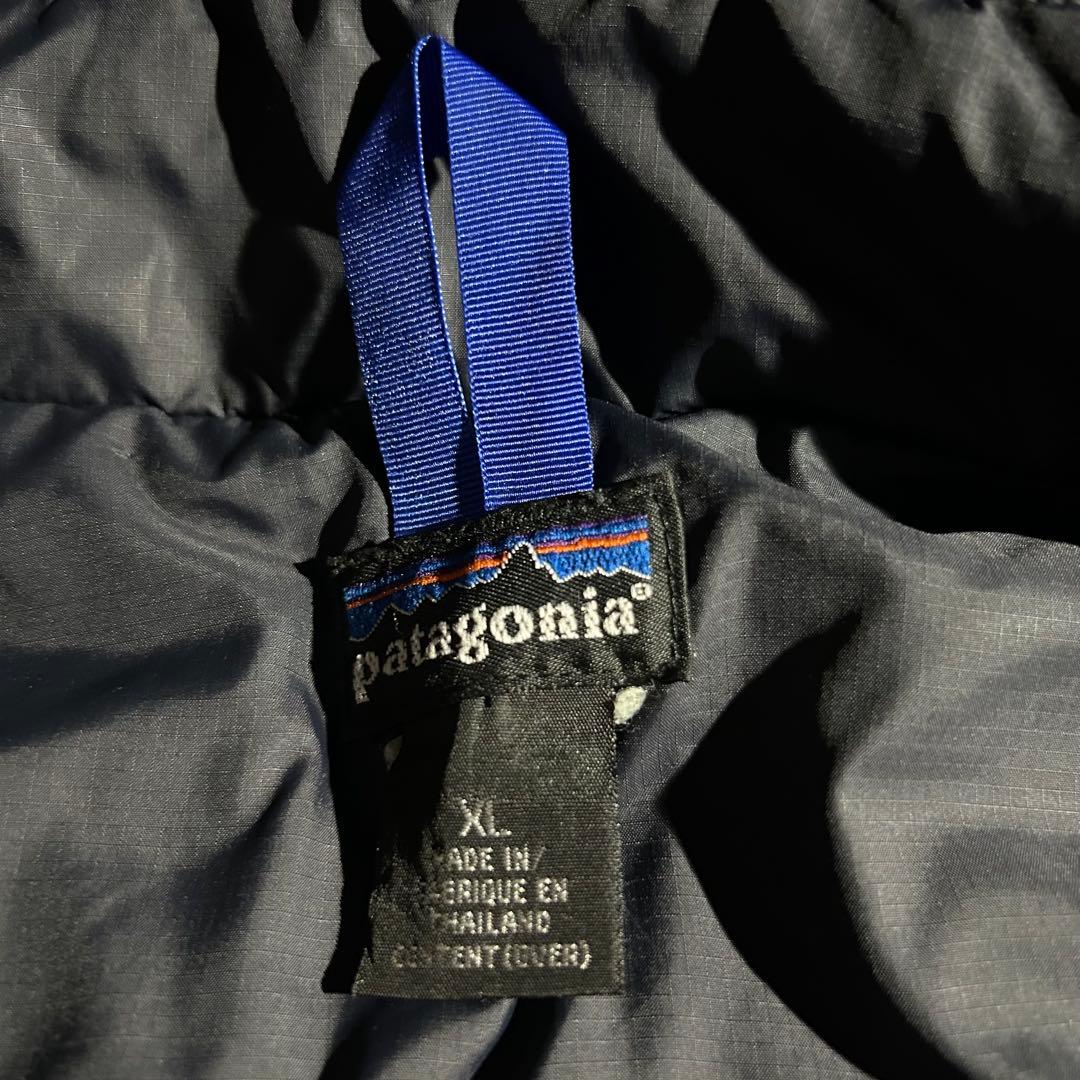 patagonia®
XL
MADE IN/
FABRIQUE EN
THAILAND
CONTENT (OVER)